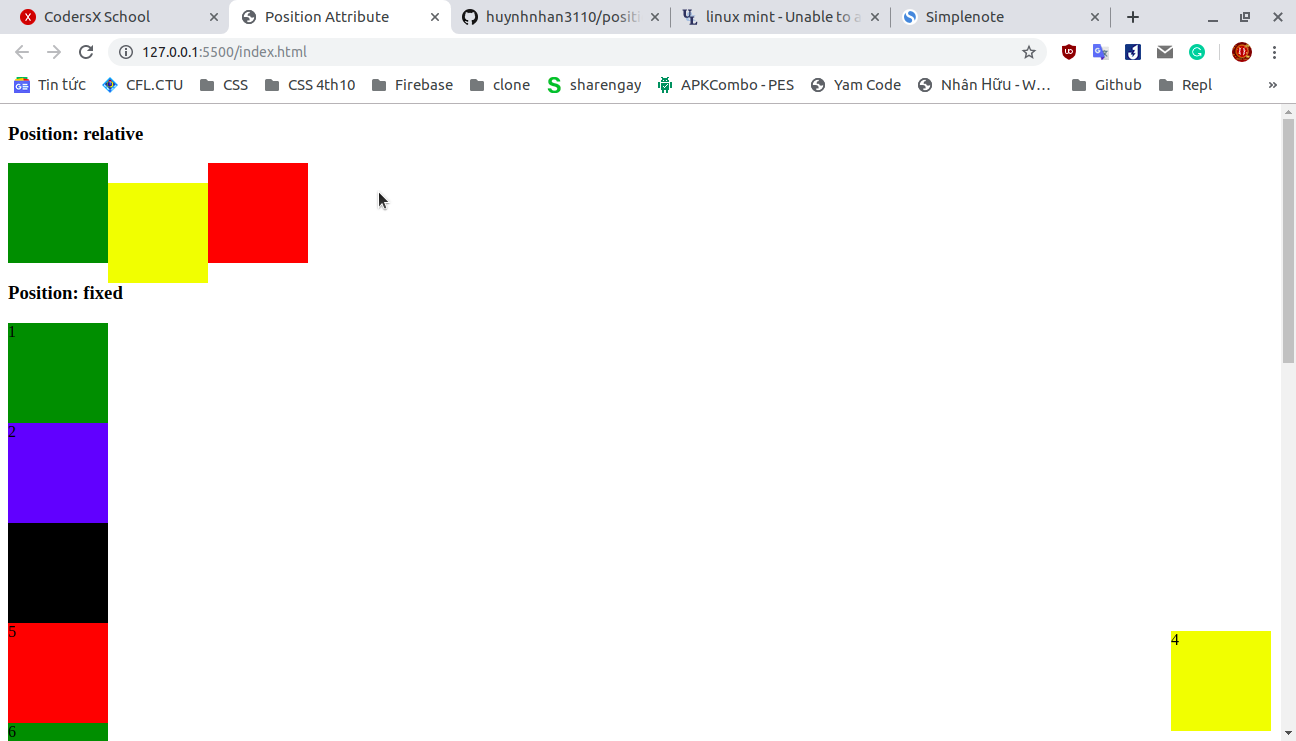 CodersX School
Position Attribute
huynhnhan3110/positi
linux mint - Unable to a
Simplenote
127.0.0.1:5500/index.html
Tin tức
CFL.CTU
CSS
CSS 4th10
Firebase
clone
sharengay
APKCombo - PES
Yam Code
Nhân Hữu - W…
Github
Repl
»
Position: relative
Position: fixed
1
2
5
4
6